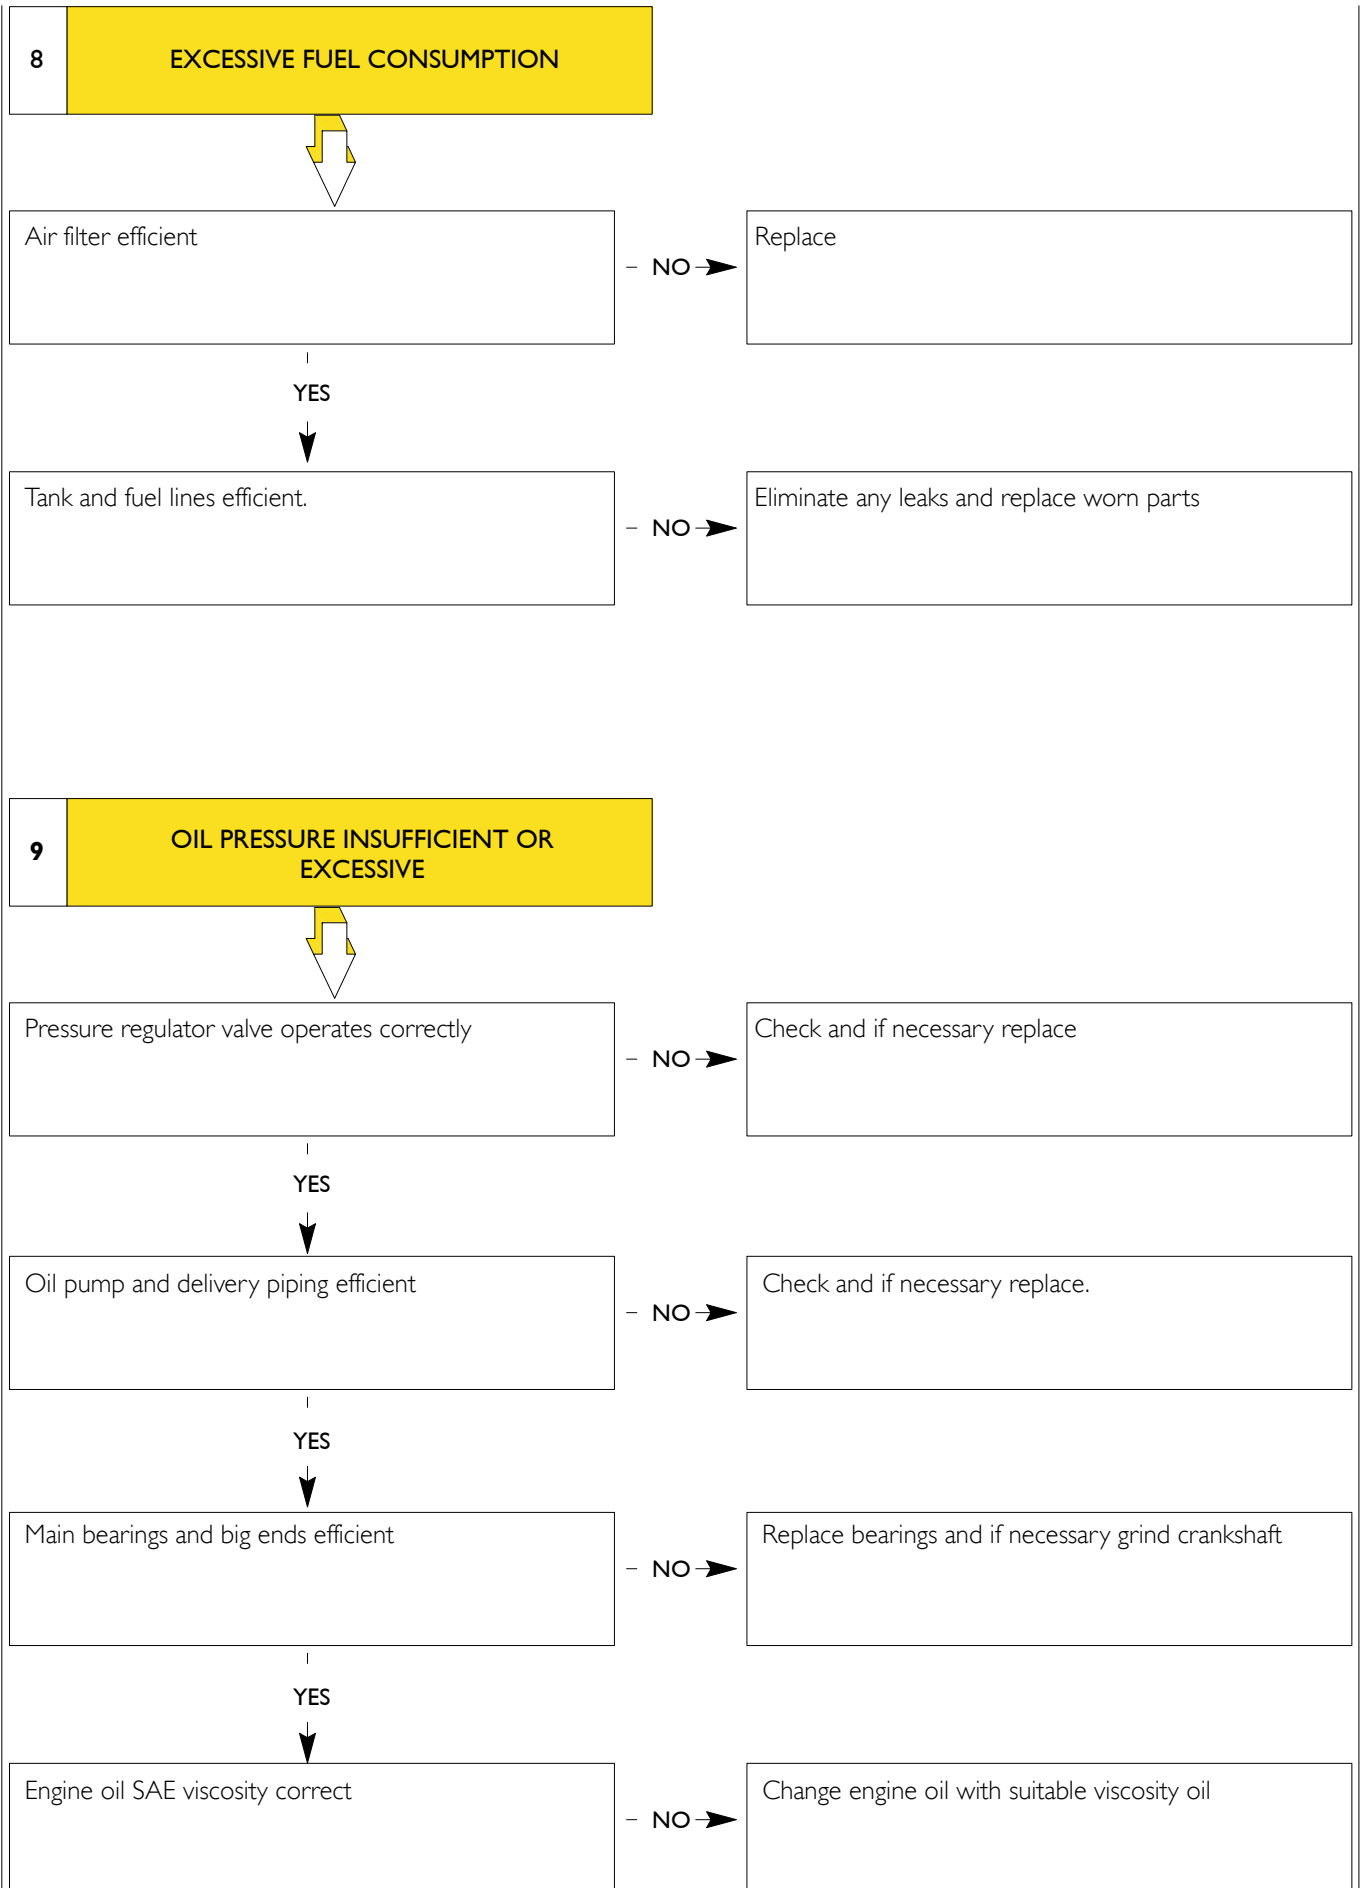 8
EXCESSIVE FUEL CONSUMPTION
Air filter efficient
NO
Replace
YES
Tank and fuel lines efficient.
NO
Eliminate any leaks and replace worn parts
9
OIL PRESSURE INSUFFICIENT OR
EXCESSIVE
Pressure regulator valve operates correctly
NO
Check and if necessary replace
YES
Oil pump and delivery piping efficient
NO
Check and if necessary replace.
YES
Main bearings and big ends efficient
NO
Replace bearings and if necessary grind crankshaft
YES
Engine oil SAE viscosity correct
NO
Change engine oil with suitable viscosity oil